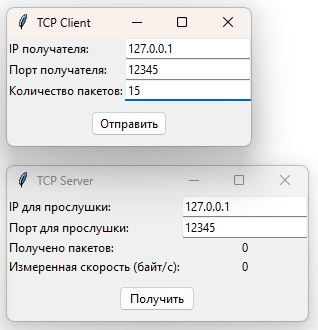 TCP Client
IP получателя: 127.0.0.1
Порт получателя: 12345
Количество пакетов: 15
Отправить
TCP Server
IP для прослушки: 127.0.0.1
Порт для прослушки: 12345
Получено пакетов: 0
Измеренная скорость (байт/с): 0
Получить